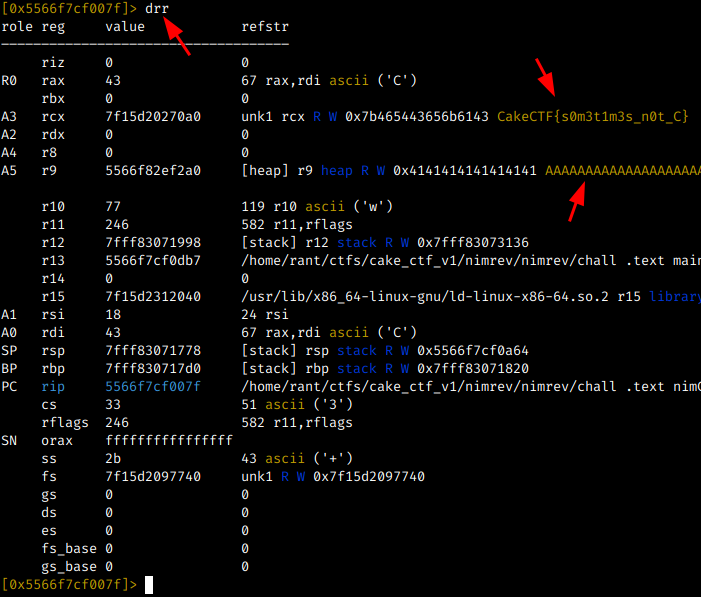 [0x5566f7cf007f]> drr
role reg value refstr
―――――――――――――――――――――――――――――――――――――
riz 0 0
R0 rax 43 67 rax,rdi ascii ('C')
rbx 0 0
A3 rcx 7f15d20270a0 unk1 rcx R W 0x7b465443656b6143 CakeCTF{s0m3t1m3s_n0t_C}
A2 rdx 0 0
A4 r8 0 0
A5 r9 5566f82ef2a0 [heap] r9 heap R W 0x4141414141414141 AAAAAAAAAAAAAAAAAAAA
r10 77 119 r10 ascii ('w')
r11 246 582 r11,rflags
r12 7fff83071998 [stack] r12 stack R W 0x7fff83073136
r13 5566f7cf0db7 /home/rant/ctfs/cake_ctf_v1/nimrev/nimrev/chall .text main
r14 0 0
r15 7f15d2312040 /usr/lib/x86_64-linux-gnu/ld-linux-x86-64.so.2 r15 library
A1 rsi 18 24 rsi
A0 rdi 43 67 rax,rdi ascii ('C')
SP rsp 7fff83071778 [stack] rsp stack R W 0x5566f7cf0a64
BP rbp 7fff830717d0 [stack] rbp stack R W 0x7fff83071820
PC rip 5566f7cf007f /home/rant/ctfs/cake_ctf_v1/nimrev/nimrev/chall .text nim
cs 33 51 ascii ('3')
rflags 246 582 r11,rflags
SN orax ffffffffffffffff
ss 2b 43 ascii ('+')
fs 7f15d2097740 unk1 R W 0x7f15d2097740
gs 0 0
ds 0 0
es 0 0
fs_base 0 0
gs_base 0 0
[0x5566f7cf007f]>